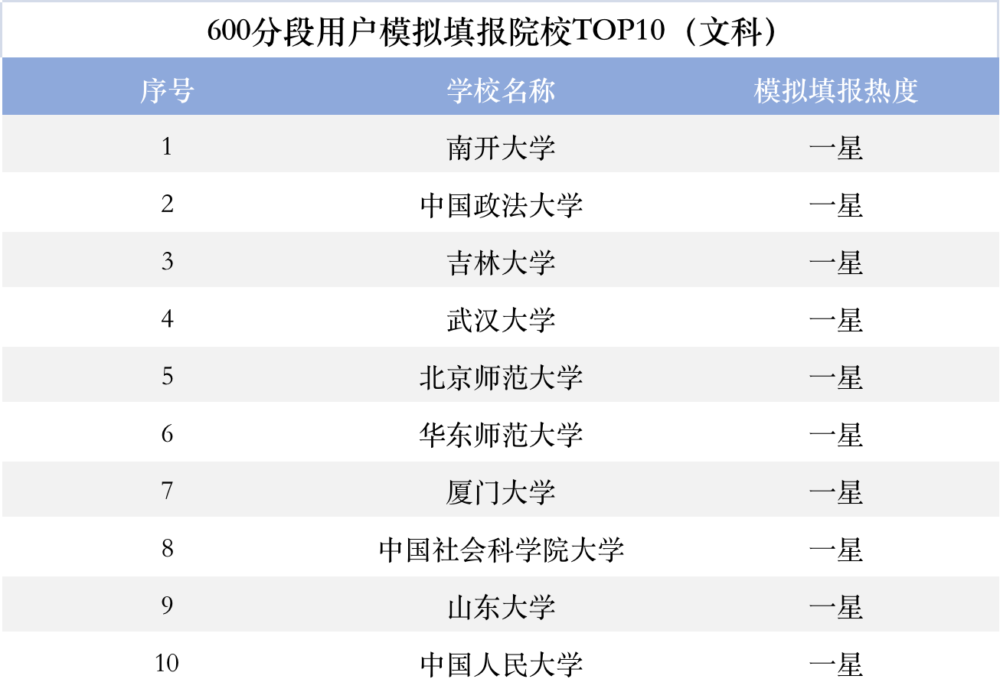 600分段用户模拟填报院校TOP10（文科）
序号 学校名称 模拟填报热度
1 南开大学 一星
2 中国政法大学 一星
3 吉林大学 一星
4 武汉大学 一星
5 北京师范大学 一星
6 华东师范大学 一星
7 厦门大学 一星
8 中国社会科学院大学 一星
9 山东大学 一星
10 中国人民大学 一星